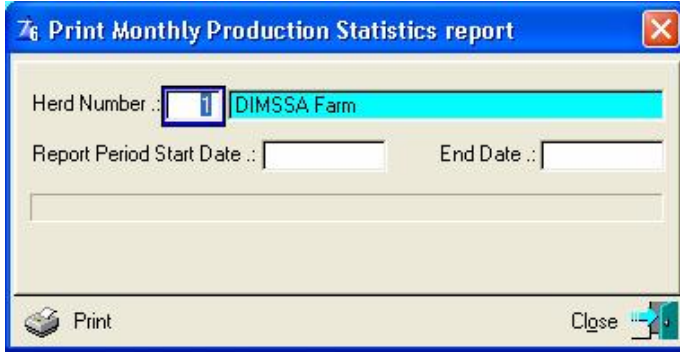 Print Monthly Production Statistics report
Herd Number .: 1 DIMSSA Farm
Report Period Start Date .: End Date .:
Print Close